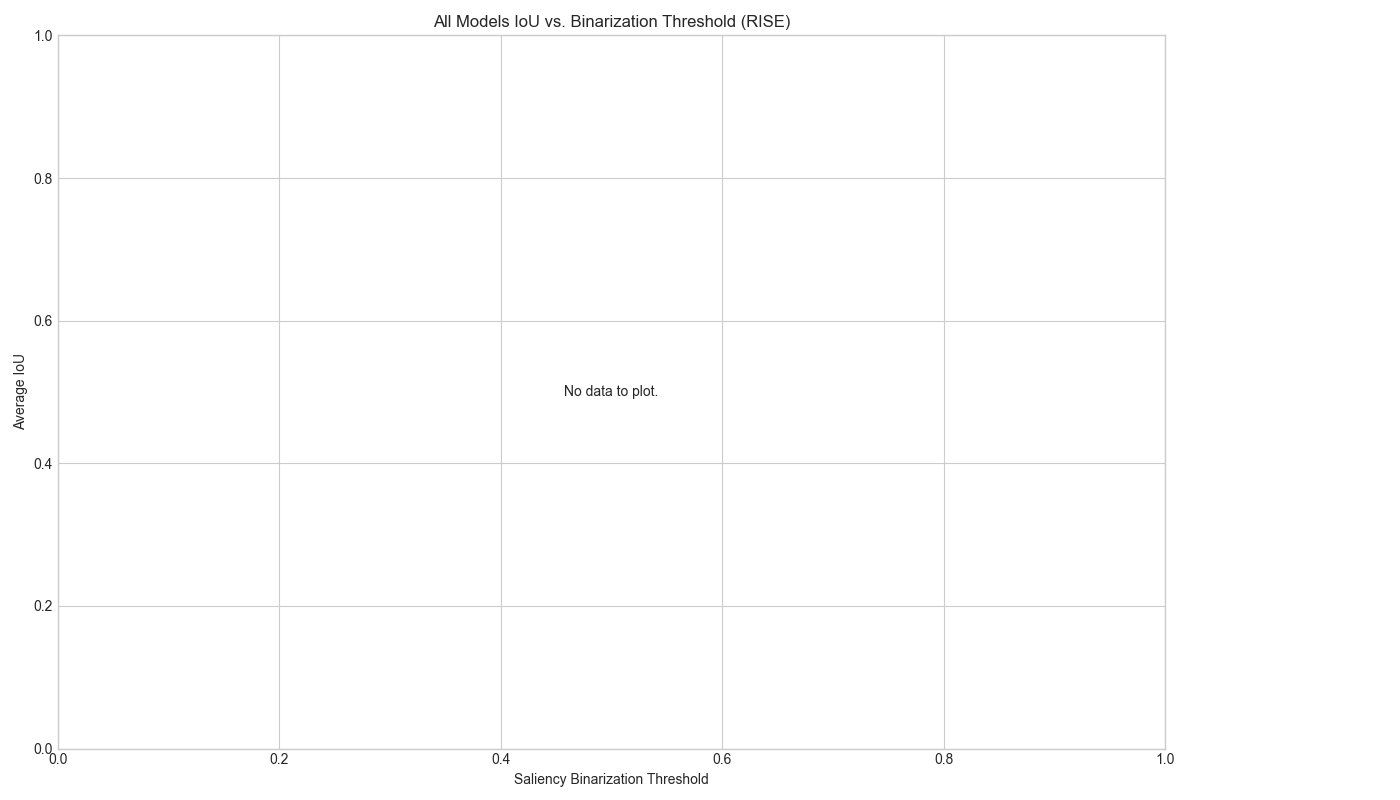 All Models IoU vs. Binarization Threshold (RISE)
1.0
0.8
0.6
Average IoU
No data to plot.
0.4
0.2
0.0
0.0 0.2 0.4 0.6 0.8 1.0
Saliency Binarization Threshold